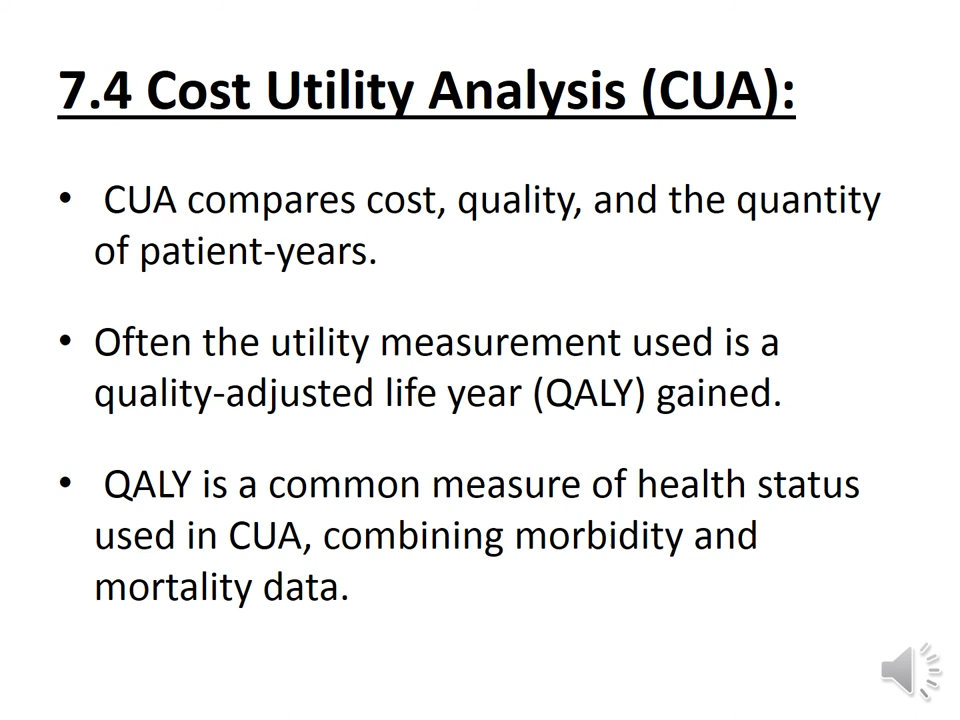 7.4 Cost Utility Analysis (CUA):
• CUA compares cost, quality, and the quantity
of patient-years.
• Often the utility measurement used is a
quality-adjusted life year (QALY) gained.
• QALY is a common measure of health status
used in CUA, combining morbidity and
mortality data.